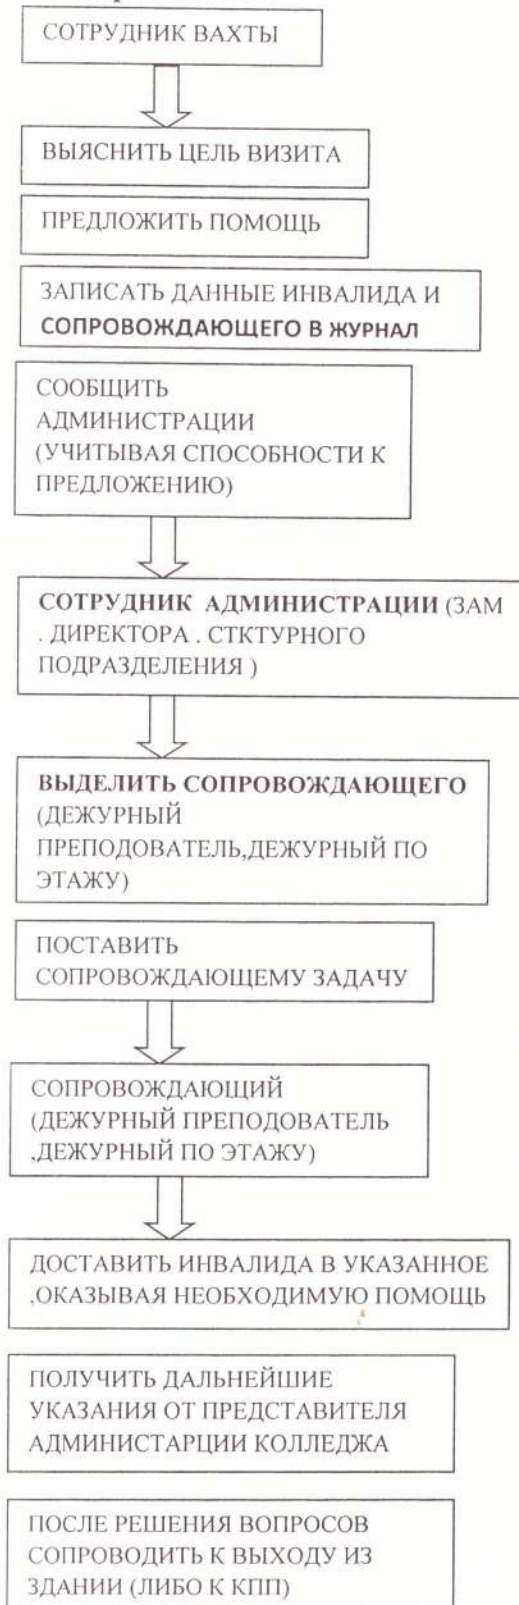 СОТРУДНИК ВАХТЫ
ВЫЯСНИТЬ ЦЕЛЬ ВИЗИТА
ПРЕДЛОЖИТЬ ПОМОЩЬ
ЗАПИСАТЬ ДАННЫЕ ИНВАЛИДА И
СОПРОВОЖДАЮЩЕГО В ЖУРНАЛ
СООБЩИТЬ
АДМИНИСТРАЦИИ
(УЧИТЫВАЯ СПОСОБНОСТИ К
ПРЕДЛОЖЕНИЮ)
СОТРУДНИК АДМИНИСТРАЦИИ (ЗАМ
. ДИРЕКТОРА . СТКТУРНОГО
ПОДРАЗДЕЛЕНИЯ )
ВЫДЕЛИТЬ СОПРОВОЖДАЮЩЕГО
(ДЕЖУРНЫЙ
ПРЕПОДОВАТЕЛЬ,ДЕЖУРНЫЙ ПО
ЭТАЖУ)
ПОСТАВИТЬ
СОПРОВОЖДАЮЩЕМУ ЗАДАЧУ
СОПРОВОЖДАЮЩИЙ
(ДЕЖУРНЫЙ ПРЕПОДОВАТЕЛЬ
,ДЕЖУРНЫЙ ПО ЭТАЖУ)
ДОСТАВИТЬ ИНВАЛИДА В УКАЗАННОЕ
,ОКАЗЫВАЯ НЕОБХОДИМУЮ ПОМОЩЬ
ПОЛУЧИТЬ ДАЛЬНЕЙШИЕ
УКАЗАНИЯ ОТ ПРЕДСТАВИТЕЛЯ
АДМИНИСТАРЦИИ КОЛЛЕДЖА
ПОСЛЕ РЕШЕНИЯ ВОПРОСОВ
СОПРОВОДИТЬ К ВЫХОДУ ИЗ
ЗДАНИИ (ЛИБО К КПП)